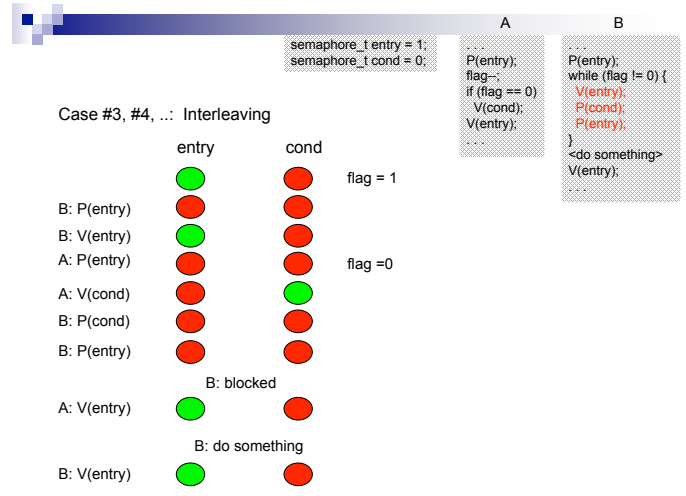 A B
semaphore_t entry = 1;
semaphore_t cond = 0;
. . .
P(entry);
flag--;
if (flag == 0)
V(cond);
V(entry);
. . .
. . .
P(entry);
while (flag != 0) {
V(entry);
P(cond);
P(entry);
}
<do something>
V(entry);
. . .
Case #3, #4, ..: Interleaving
entry cond
flag = 1
B: P(entry)
B: V(entry)
A: P(entry) flag =0
A: V(cond)
B: P(cond)
B: P(entry)
B: blocked
A: V(entry)
B: do something
B: V(entry)